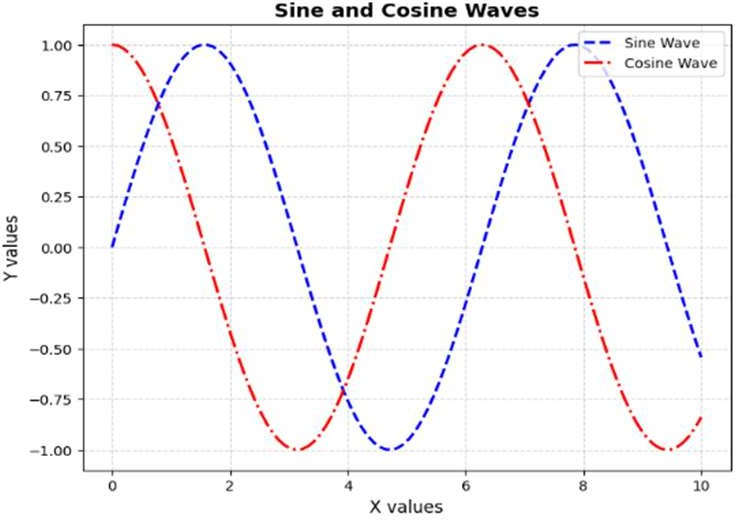 Sine and Cosine Waves
Sine Wave
Cosine Wave
Y values
1.00
0.75
0.50
0.25
0.00
−0.25
−0.50
−0.75
−1.00
0 2 4 6 8 10
X values